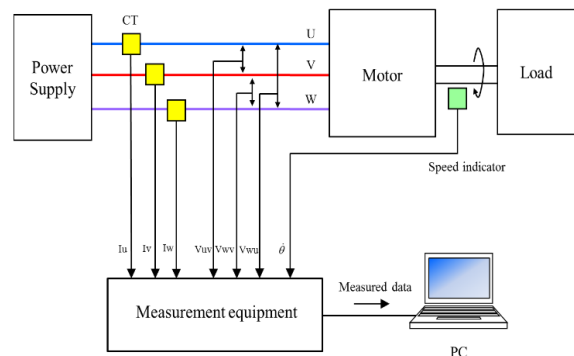 CT
U
V
W
Power
Supply
Motor
Load
Speed indicator
Iu
Iv
Iw
Vuv
Vwv
Vwu
θ̇
Measurement equipment
Measured data
PC